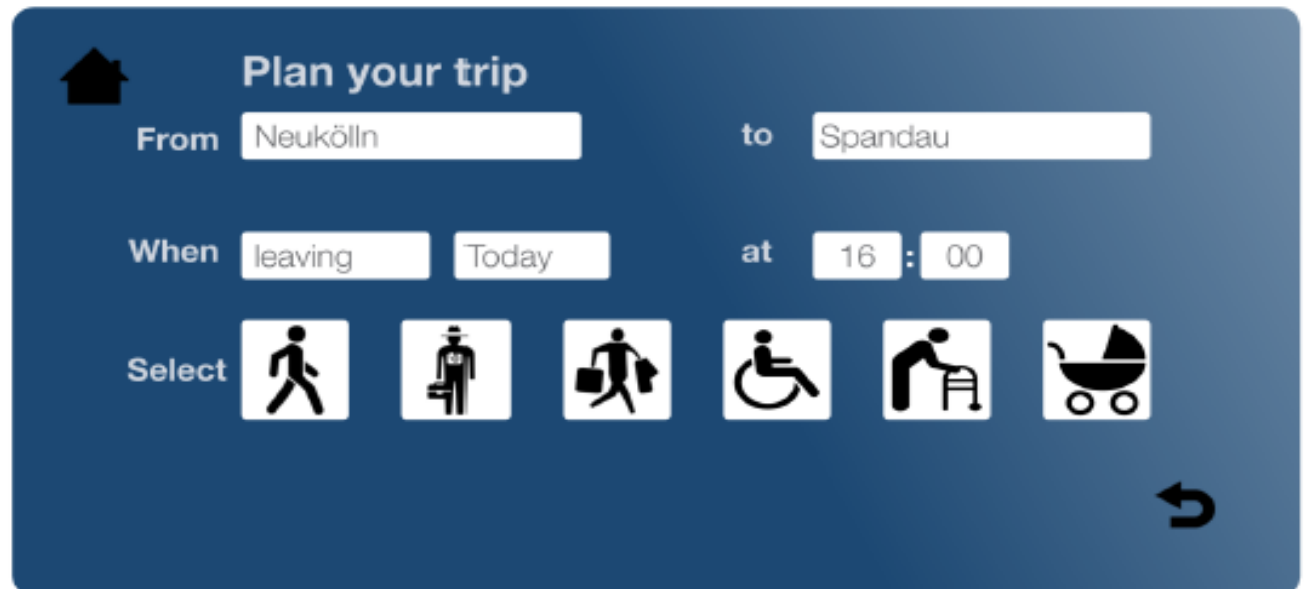 Plan your trip
From Neukölln to Spandau
When leaving Today at 16 : 00
Select